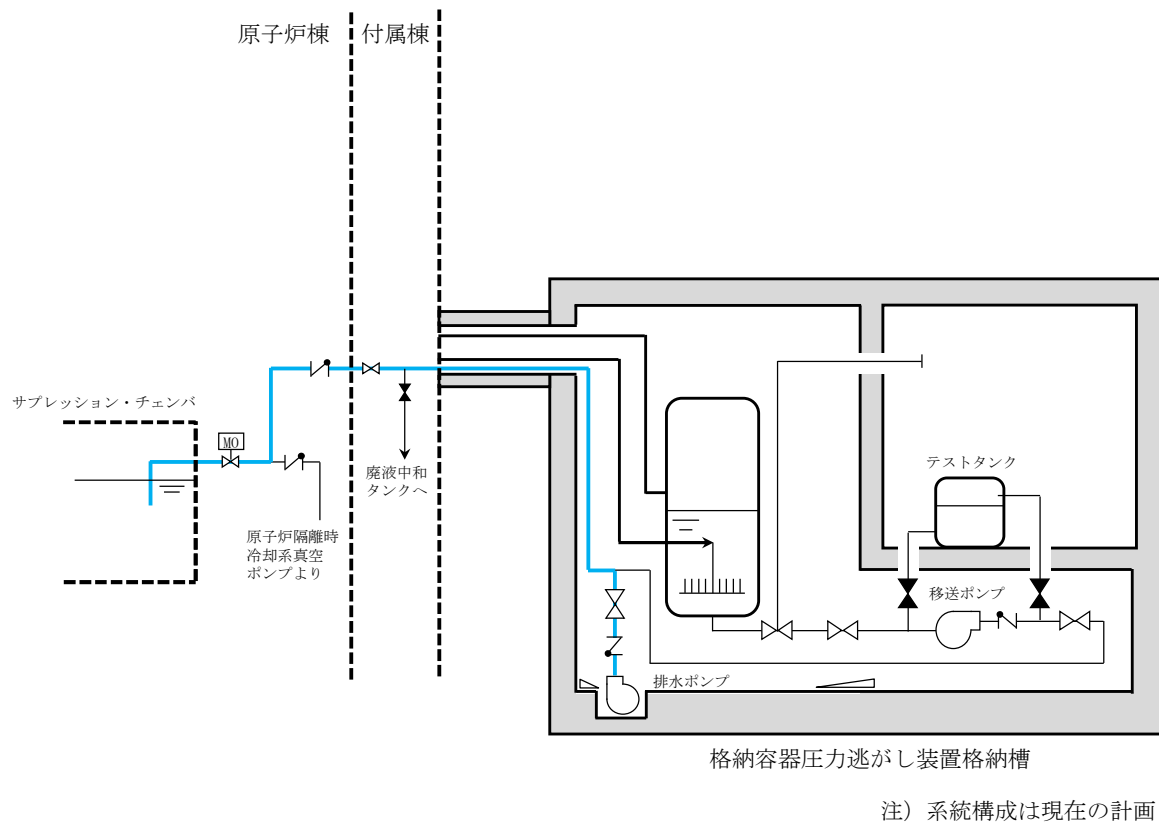 原子炉棟
付属棟
サプレッション・チェンバ
MO
廃液中和
タンクへ
原子炉隔離時
冷却系真空
ポンプより
テストタンク
移送ポンプ
排水ポンプ
格納容器圧力逃がし装置格納槽
注）系統構成は現在の計画